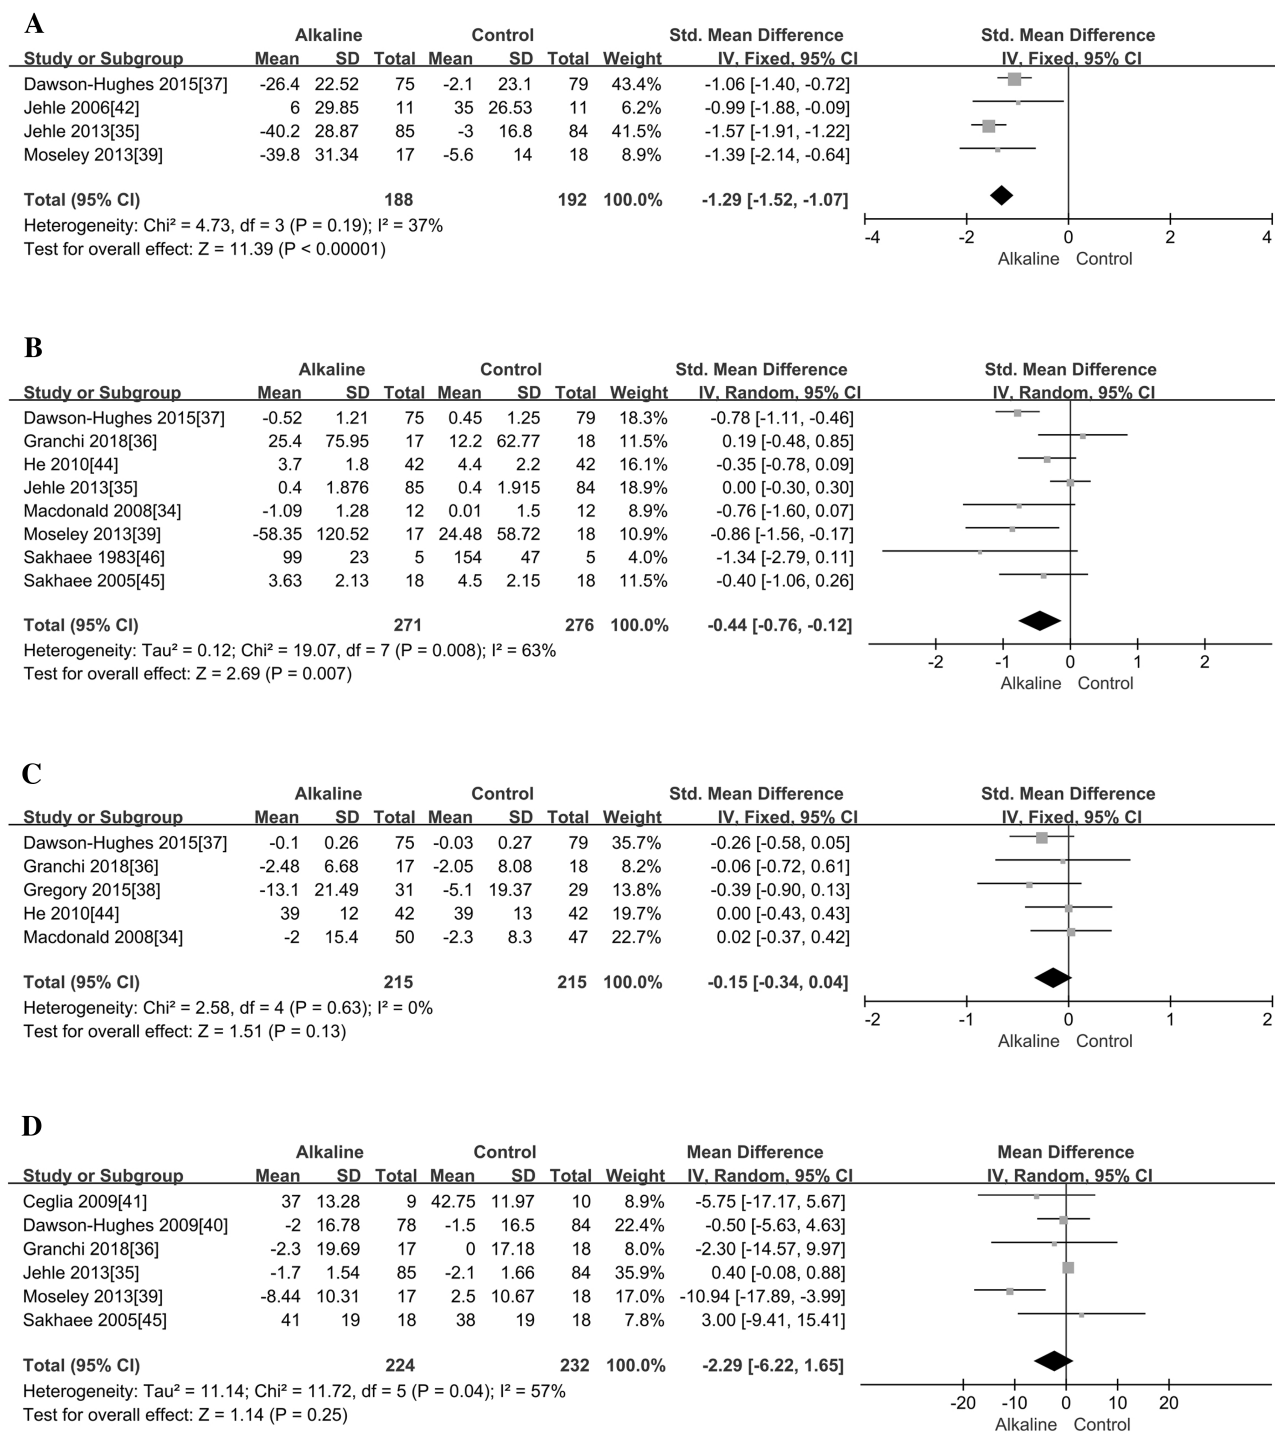 A
Alkaline Control Std. Mean Difference Std. Mean Difference
Study or Subgroup Mean SD Total Mean SD Total Weight IV, Fixed, 95% CI IV, Fixed, 95% CI
Dawson-Hughes 2015[37] -26.4 22.52 75 -2.1 23.1 79 43.4% -1.06 [-1.40, -0.72]
Jehle 2006[42] 6 29.85 11 35 26.53 11 6.2% -0.99 [-1.88, -0.09]
Jehle 2013[35] -40.2 28.87 85 -3 16.8 84 41.5% -1.57 [-1.91, -1.22]
Moseley 2013[39] -39.8 31.34 17 -5.6 14 18 8.9% -1.39 [-2.14, -0.64]
Total (95% CI) 188 192 100.0% -1.29 [-1.52, -1.07]
Heterogeneity: Chi² = 4.73, df = 3 (P = 0.19); I² = 37%
Test for overall effect: Z = 11.39 (P < 0.00001)
-4 -2 0 2 4
Alkaline Control
B
Alkaline Control Std. Mean Difference Std. Mean Difference
Study or Subgroup Mean SD Total Mean SD Total Weight IV, Random, 95% CI IV, Random, 95% CI
Dawson-Hughes 2015[37] -0.52 1.21 75 0.45 1.25 79 18.3% -0.78 [-1.11, -0.46]
Granchi 2018[36] 25.4 75.95 17 12.2 62.77 18 11.5% 0.19 [-0.48, 0.85]
He 2010[44] 3.7 1.8 42 4.4 2.2 42 16.1% -0.35 [-0.78, 0.09]
Jehle 2013[35] 0.4 1.876 85 0.4 1.915 84 18.9% 0.00 [-0.30, 0.30]
Macdonald 2008[34] -1.09 1.28 12 0.01 1.5 12 8.9% -0.76 [-1.60, 0.07]
Moseley 2013[39] -58.35 120.52 17 24.48 58.72 18 10.9% -0.86 [-1.56, -0.17]
Sakhaee 1983[46] 99 23 5 154 47 5 4.0% -1.34 [-2.79, 0.11]
Sakhaee 2005[45] 3.63 2.13 18 4.5 2.15 18 11.5% -0.40 [-1.06, 0.26]
Total (95% CI) 271 276 100.0% -0.44 [-0.76, -0.12]
Heterogeneity: Tau² = 0.12; Chi² = 19.07, df = 7 (P = 0.008); I² = 63%
Test for overall effect: Z = 2.69 (P = 0.007)
-2 -1 0 1 2
Alkaline Control
C
Alkaline Control Std. Mean Difference Std. Mean Difference
Study or Subgroup Mean SD Total Mean SD Total Weight IV, Fixed, 95% CI IV, Fixed, 95% CI
Dawson-Hughes 2015[37] -0.1 0.26 75 -0.03 0.27 79 35.7% -0.26 [-0.58, 0.05]
Granchi 2018[36] -2.48 6.68 17 -2.05 8.08 18 8.2% -0.06 [-0.72, 0.61]
Gregory 2015[38] -13.1 21.49 31 -5.1 19.37 29 13.8% -0.39 [-0.90, 0.13]
He 2010[44] 39 12 42 39 13 42 19.7% 0.00 [-0.43, 0.43]
Macdonald 2008[34] -2 15.4 50 -2.3 8.3 47 22.7% 0.02 [-0.37, 0.42]
Total (95% CI) 215 215 100.0% -0.15 [-0.34, 0.04]
Heterogeneity: Chi² = 2.58, df = 4 (P = 0.63); I² = 0%
Test for overall effect: Z = 1.51 (P = 0.13)
-2 -1 0 1 2
Alkaline Control
D
Alkaline Control Mean Difference Mean Difference
Study or Subgroup Mean SD Total Mean SD Total Weight IV, Random, 95% CI IV, Random, 95% CI
Ceglia 2009[41] 37 13.28 9 42.75 11.97 10 8.9% -5.75 [-17.17, 5.67]
Dawson-Hughes 2009[40] -2 16.78 78 -1.5 16.5 84 22.4% -0.50 [-5.63, 4.63]
Granchi 2018[36] -2.3 19.69 17 0 17.18 18 8.0% -2.30 [-14.57, 9.97]
Jehle 2013[35] -1.7 1.54 85 -2.1 1.66 84 35.9% 0.40 [-0.08, 0.88]
Moseley 2013[39] -8.44 10.31 17 2.5 10.67 18 17.0% -10.94 [-17.89, -3.99]
Sakhaee 2005[45] 41 19 18 38 19 18 7.8% 3.00 [-9.41, 15.41]
Total (95% CI) 224 232 100.0% -2.29 [-6.22, 1.65]
Heterogeneity: Tau² = 11.14; Chi² = 11.72, df = 5 (P = 0.04); I² = 57%
Test for overall effect: Z = 1.14 (P = 0.25)
-20 -10 0 10 20
Alkaline Control